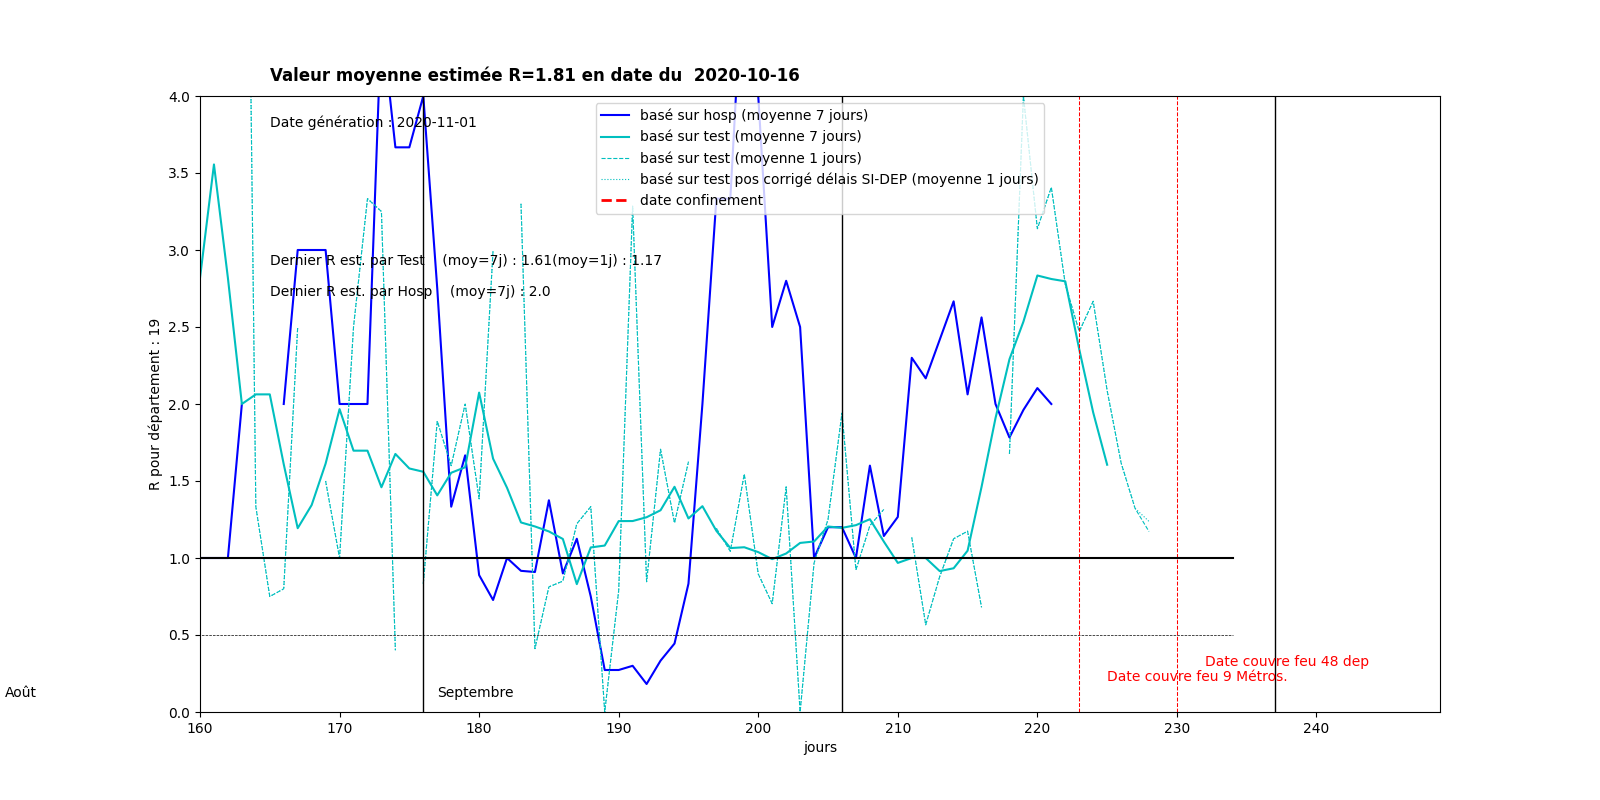 Valeur moyenne estimée R=1.81 en date du  2020-10-16
Date génération : 2020-11-01
basé sur hosp (moyenne 7 jours)
basé sur test (moyenne 7 jours)
basé sur test (moyenne 1 jours)
basé sur test pos corrigé délais SI-DEP (moyenne 1 jours)
date confinement
Dernier R est. par Test    (moy=7j) : 1.61(moy=1j) : 1.17
Dernier R est. par Hosp    (moy=7j) : 2.0
R pour département : 19
4.0
3.5
3.0
2.5
2.0
1.5
1.0
0.5
0.0
Date couvre feu 48 dep
Date couvre feu 9 Métros.
Août
Septembre
160 170 180 190 200 210 220 230 240
jours